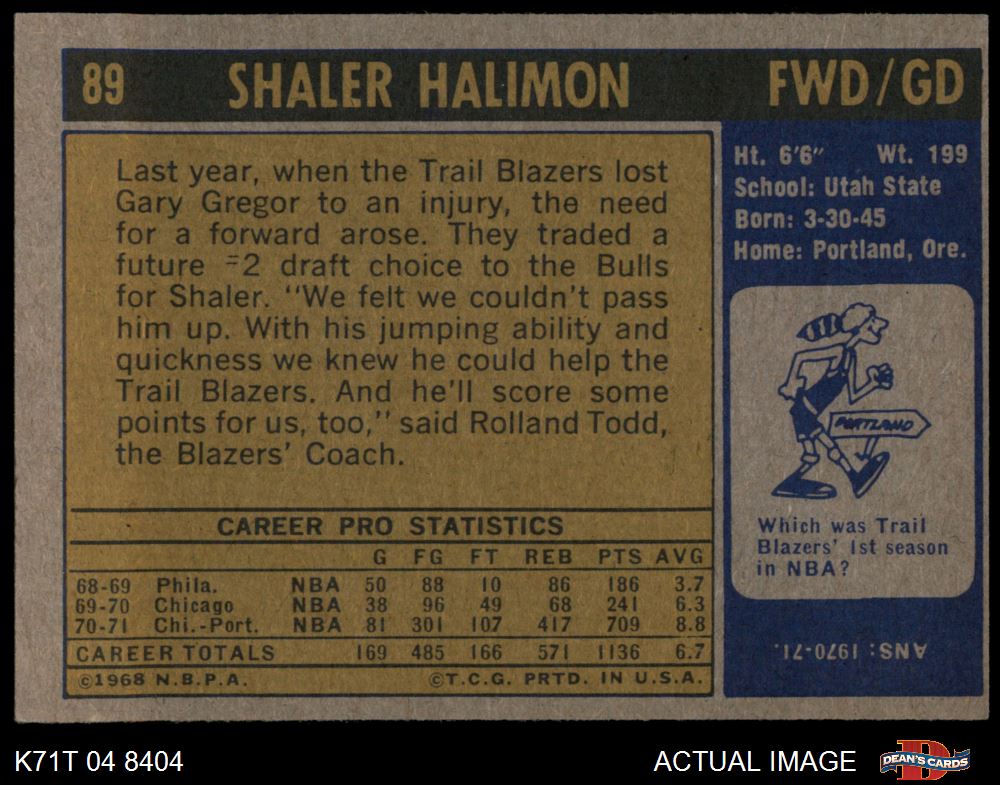 89 SHALER HALIMON FWD/GD
Last year, when the Trail Blazers lost
Gary Gregor to an injury, the need
for a forward arose. They traded a
future =2 draft choice to the Bulls
for Shaler. "We felt we couldn't pass
him up. With his jumping ability and
quickness we knew he could help the
Trail Blazers. And he'll score some
points for us, too," said Rolland Todd,
the Blazers' Coach.
CAREER PRO STATISTICS
G FG FT REB PTS AVG
68-69 Phila. NBA 50 88 10 86 186 3.7
69-70 Chicago NBA 38 96 49 68 241 6.3
70-71 Chi.-Port. NBA 81 301 107 417 709 8.8
CAREER TOTALS 169 485 166 571 1136 6.7
©1968 N.B.P.A. ©T.C.G. PRTD. IN U.S.A.
Ht. 6'6" Wt. 199
School: Utah State
Born: 3-30-45
Home: Portland, Ore.
PORTLAND
Which was Trail
Blazers' 1st season
in NBA?
ANS: 1970-71.
K71T 04 8404 ACTUAL IMAGE D DEAN'S CARDS